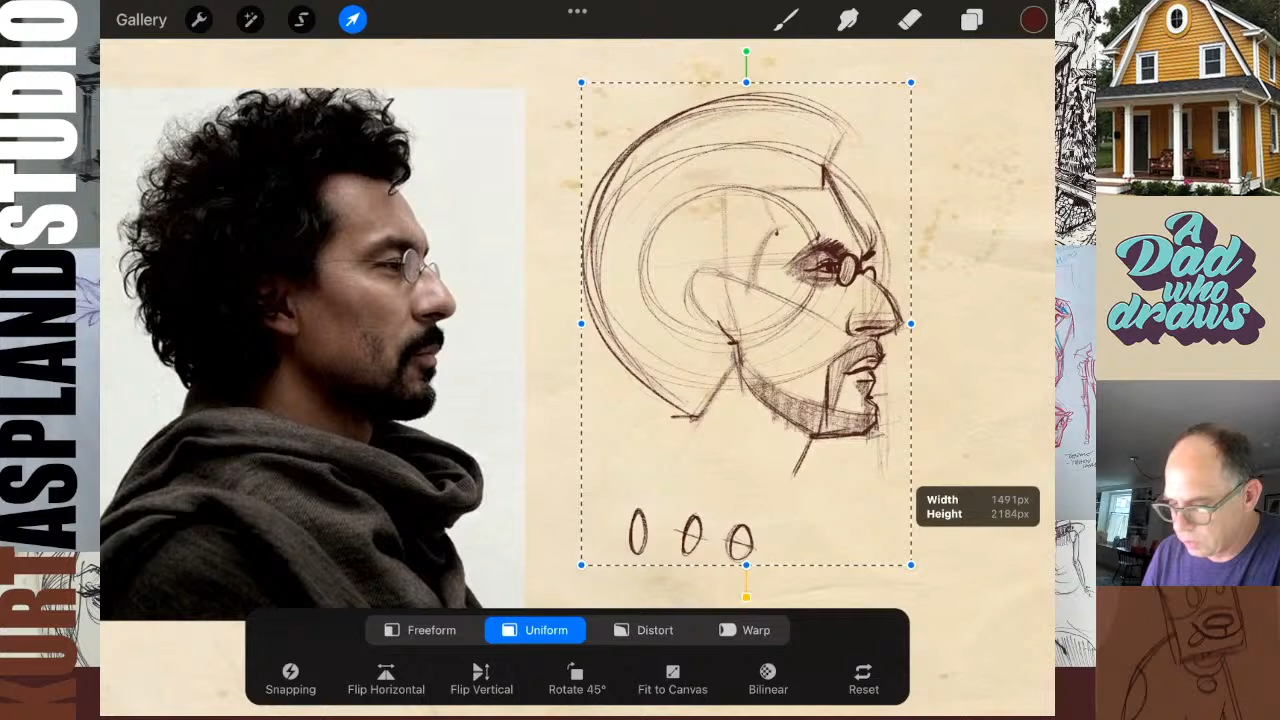 KURT ASPLAND STUDIO
Gallery
Width 1491px
Height 2184px
Freeform
Uniform
Distort
Warp
Snapping
Flip Horizontal
Flip Vertical
Rotate 45°
Fit to Canvas
Bilinear
Reset
A
Dad
who
draws